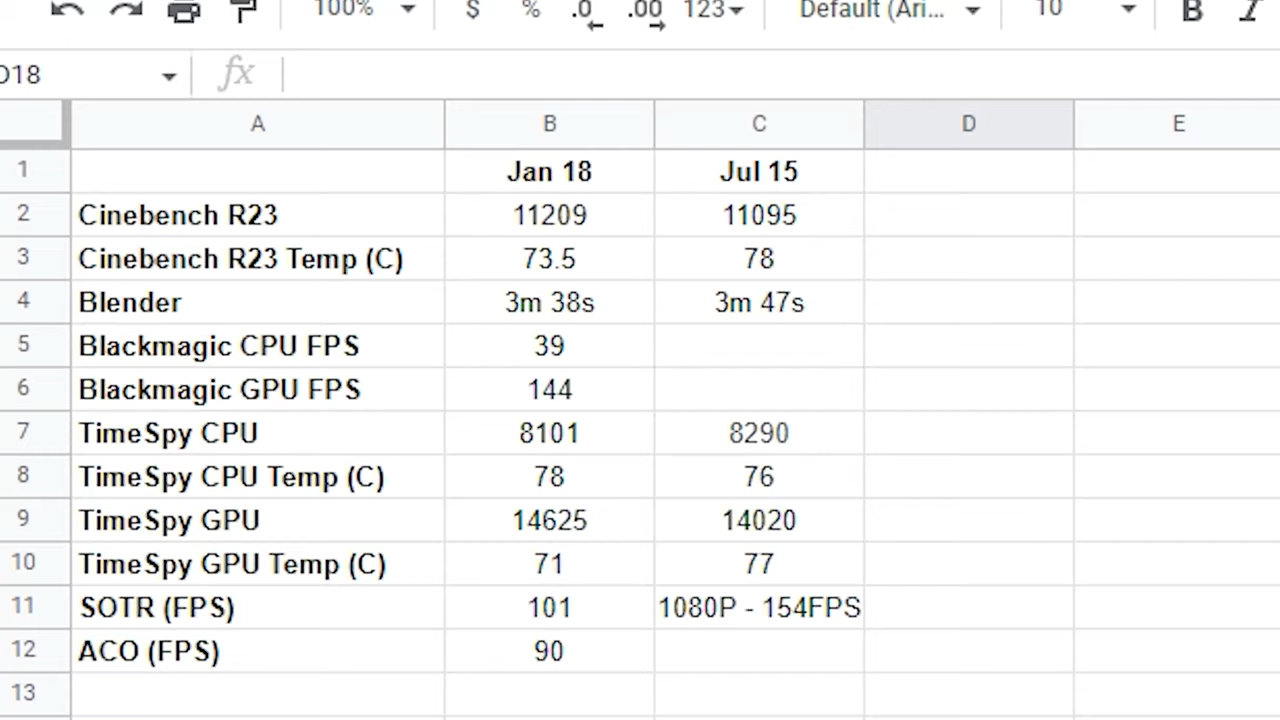 100% $ % .0 .00 123 Default (Ari... 10 B I
D18 fx
A B C D E
1 Jan 18 Jul 15
2 Cinebench R23 11209 11095
3 Cinebench R23 Temp (C) 73.5 78
4 Blender 3m 38s 3m 47s
5 Blackmagic CPU FPS 39
6 Blackmagic GPU FPS 144
7 TimeSpy CPU 8101 8290
8 TimeSpy CPU Temp (C) 78 76
9 TimeSpy GPU 14625 14020
10 TimeSpy GPU Temp (C) 71 77
11 SOTR (FPS) 101 1080P - 154FPS
12 ACO (FPS) 90
13